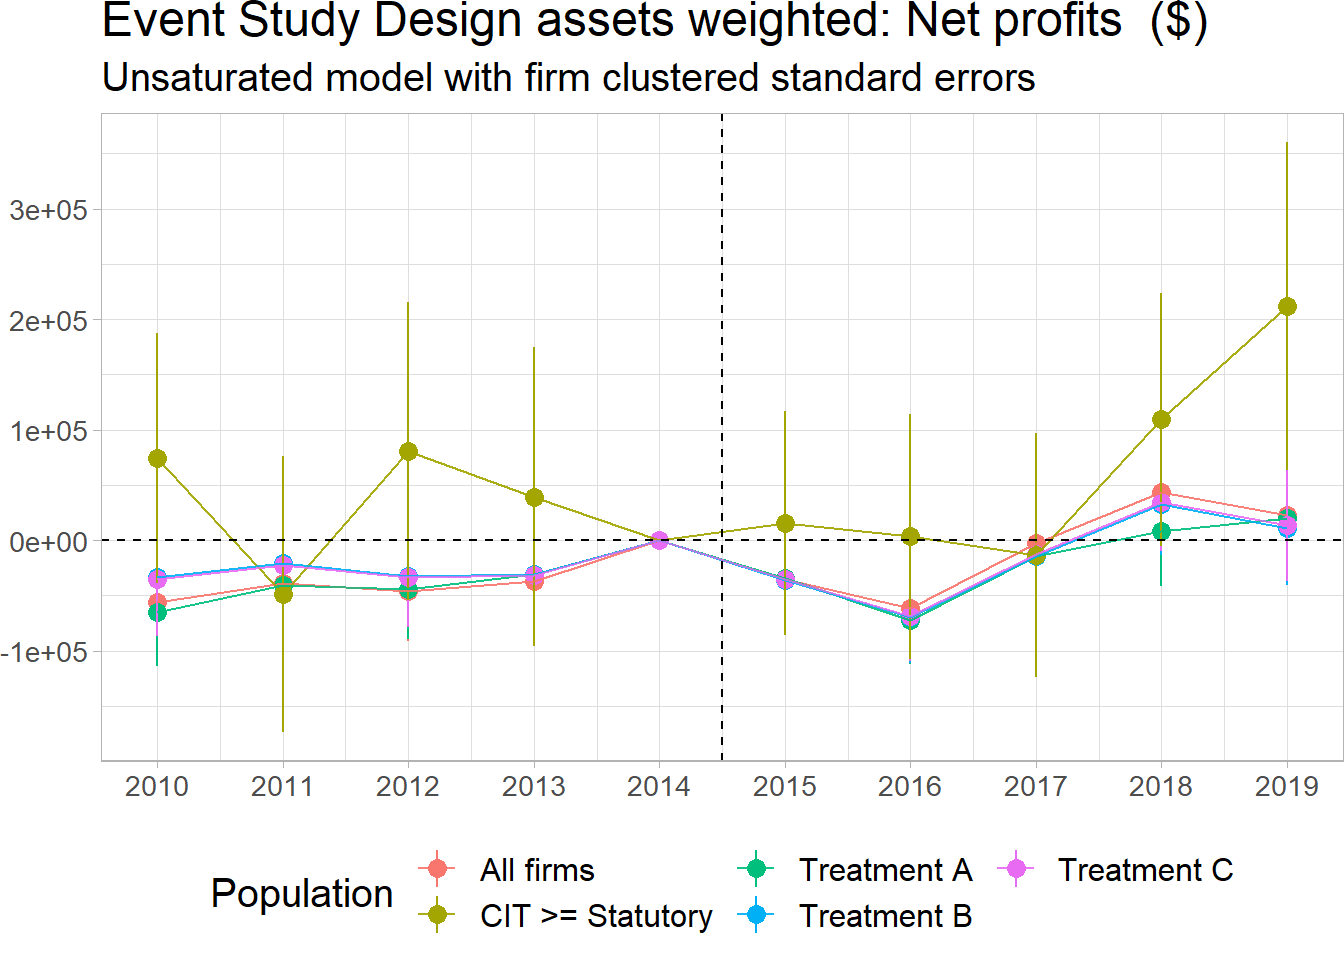 Event Study Design assets weighted: Net profits  ($)
Unsaturated model with firm clustered standard errors
3e+05
2e+05
1e+05
0e+00
-1e+05
2010 2011 2012 2013 2014 2015 2016 2017 2018 2019
Population
All firms Treatment A Treatment C
CIT >= Statutory Treatment B